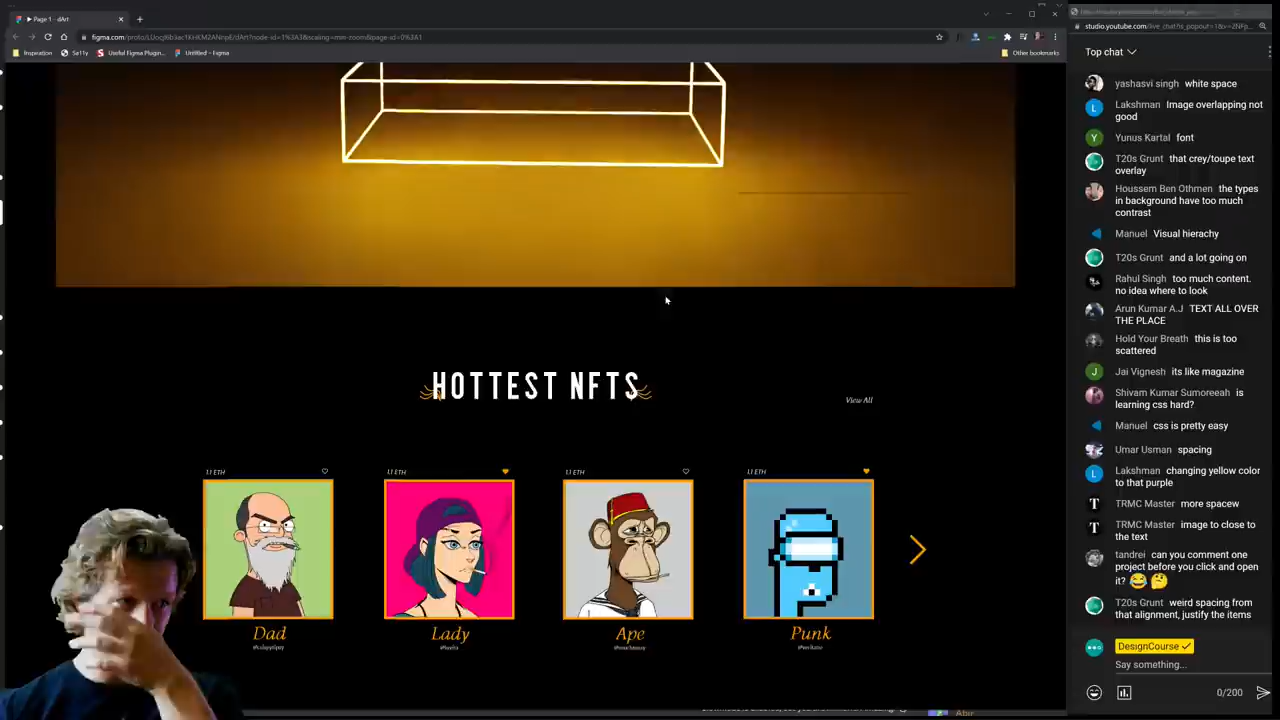 Page 1 - dArt
Inspiration
Sa11y
Useful Figma Plugin...
Untitled – Figma
Other bookmarks
HOTTEST NFTS
View All
1.1 ETH
1.1 ETH
1.1 ETH
1.1 ETH
Dad
Lady
Ape
Punk
Abir
Top chat
yashasvi singh white space
Lakshman Image overlapping not
good
Yunus Kartal font
T20s Grunt that crey/toupe text
overlay
Houssem Ben Othmen the types
in background have too much
contrast
Manuel Visual hierachy
T20s Grunt and a lot going on
Rahul Singh too much content.
no idea where to look
Arun Kumar A.J TEXT ALL OVER
THE PLACE
Hold Your Breath this is too
scattered
Jai Vignesh its like magazine
Shivam Kumar Sumoreeah is
learning css hard?
Manuel css is pretty easy
Umar Usman spacing
Lakshman changing yellow color
to that purple
TRMC Master more spacew
TRMC Master image to close to
the text
tandrei can you comment one
project before you click and open
it? 😂 🤔
T20s Grunt weird spacing from
that alignment, justify the items
DesignCourse
Say something...
0/200